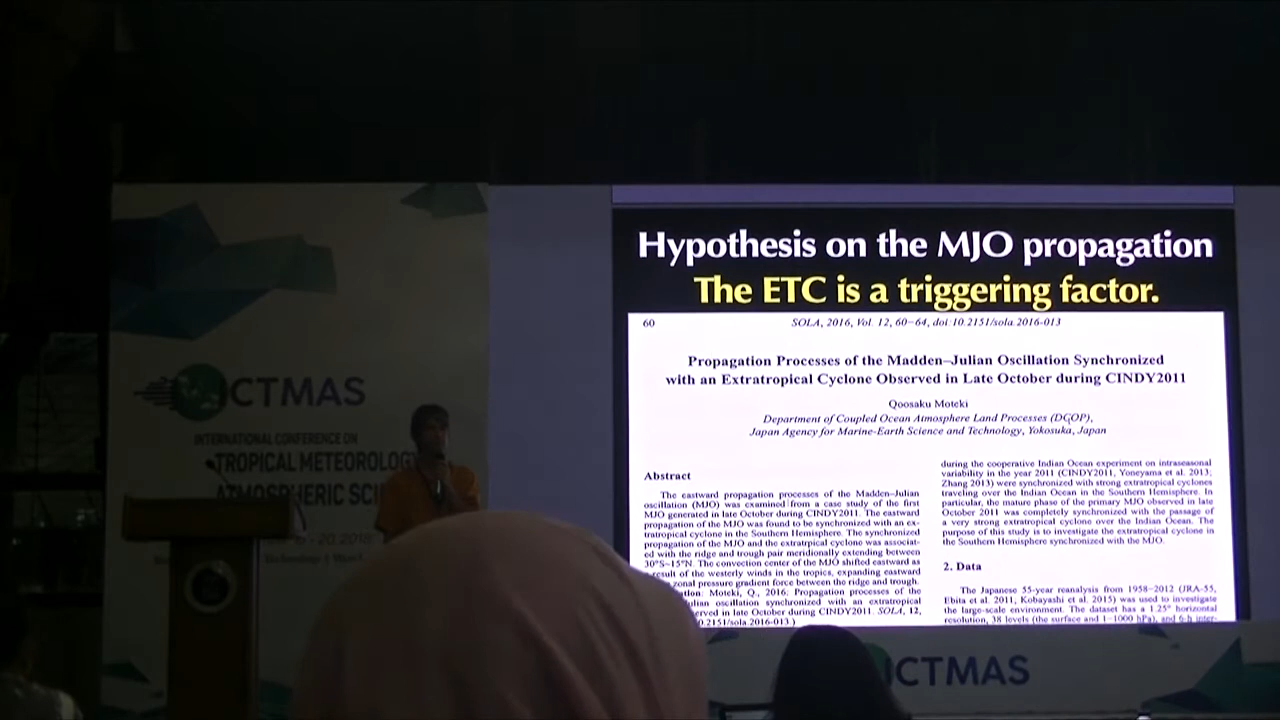 Hypothesis on the MJO propagation
The ETC is a triggering factor.
60
SOLA, 2016, Vol. 12, 60–64, doi:10.2151/sola.2016-013
Propagation Processes of the Madden–Julian Oscillation Synchronized
with an Extratropical Cyclone Observed in Late October during CINDY2011
Qoosaku Moteki
Department of Coupled Ocean Atmosphere Land Processes (DCOP),
Japan Agency for Marine-Earth Science and Technology, Yokosuka, Japan
Abstract
The eastward propagation processes of the Madden–Julian
oscillation (MJO) was examined from a case study of the first
MJO generated in late October during CINDY2011. The eastward
propagation of the MJO was found to be synchronized with an ex-
tratropical cyclone in the Southern Hemisphere. The synchronized
propagation of the MJO and the extratrpical cyclone was associat-
ed with the ridge and trough pair meridionally extending between
30°S–15°N. The convection center of the MJO shifted eastward as
result of the westerly winds in the tropics, expanding eastward
zonal pressure gradient force between the ridge and trough.
Moteki, Q., 2016: Propagation processes of the
oscillation synchronized with an extratropical
in late October during CINDY2011. SOLA, 12,
0.2151/sola.2016-013.)
during the cooperative Indian Ocean experiment on intraseasonal
variability in the year 2011 (CINDY2011, Yoneyama et al. 2013;
Zhang 2013) were synchronized with strong extratropical cyclones
traveling over the Indian Ocean in the Southern Hemisphere. In
particular, the mature phase of the primary MJO observed in late
October 2011 was completely synchronized with the passage of
a very strong extratropical cyclone over the Indian Ocean. The
purpose of this study is to investigate the extratropical cyclone in
the Southern Hemisphere synchronized with the MJO.
2. Data
The Japanese 55-year reanalysis from 1958–2012 (JRA-55,
Ebita et al. 2011, Kobayashi et al. 2015) was used to investigate
the large-scale environment. The dataset has a 1.25° horizontal
resolution, 38 levels (the surface and 1–1000 hPa), and 6-h inter-
ICTMAS
INTERNATIONAL CONFERENCE ON
TROPICAL METEOROLOGY
ATMOSPHERIC SCI
ICTMAS